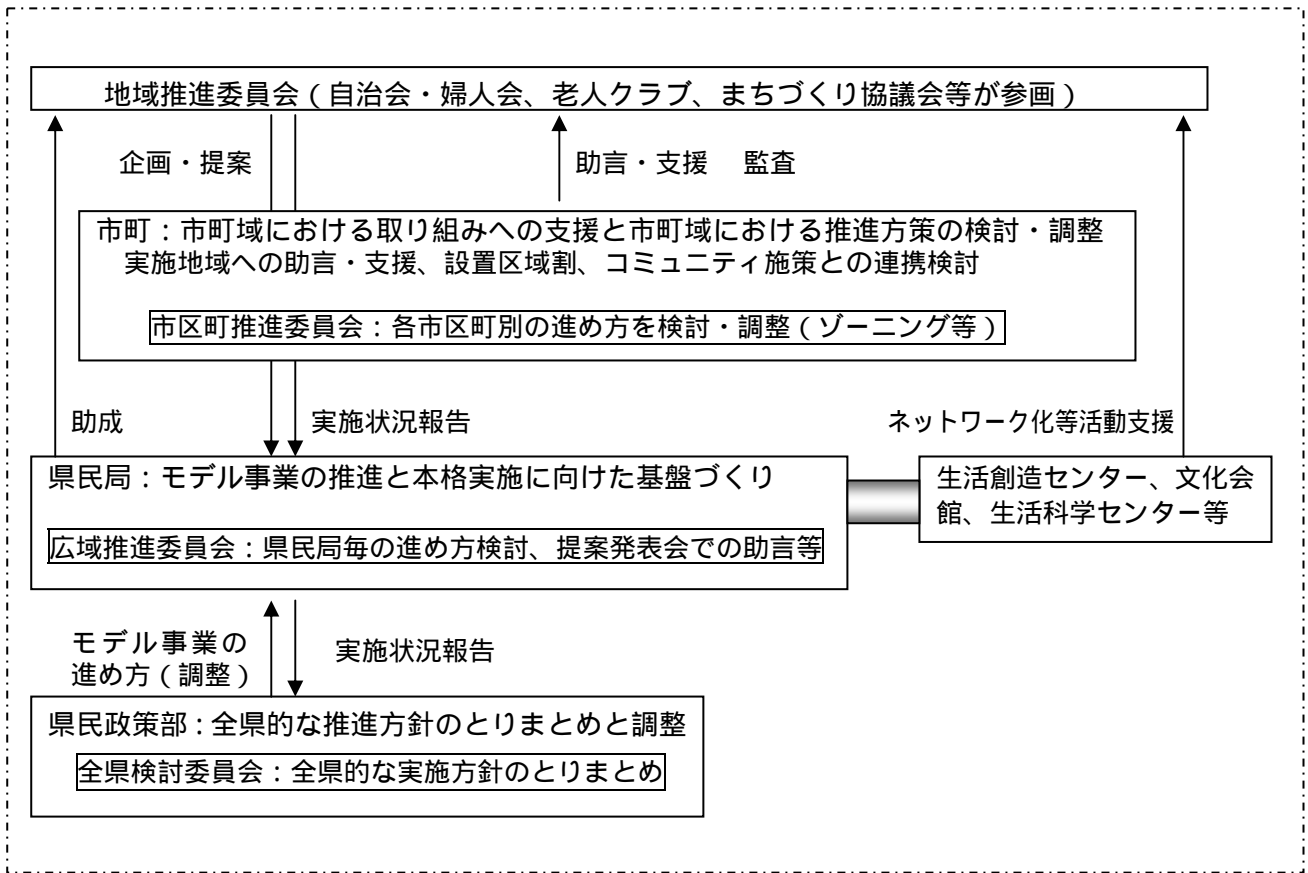 地域推進委員会（自治会・婦人会、老人クラブ、まちづくり協議会等が参画）
企画・提案
助言・支援　監査
市町：市町域における取り組みへの支援と市町域における推進方策の検討・調整
実施地域への助言・支援、設置区域割、コミュニティ施策との連携検討
市区町推進委員会：各市区町別の進め方を検討・調整（ゾーニング等）
助成
実施状況報告
ネットワーク化等活動支援
県民局：モデル事業の推進と本格実施に向けた基盤づくり
広域推進委員会：県民局毎の進め方検討、提案発表会での助言等
生活創造センター、文化会
館、生活科学センター等
モデル事業の
進め方（調整）
実施状況報告
県民政策部：全県的な推進方針のとりまとめと調整
全県検討委員会：全県的な実施方針のとりまとめ